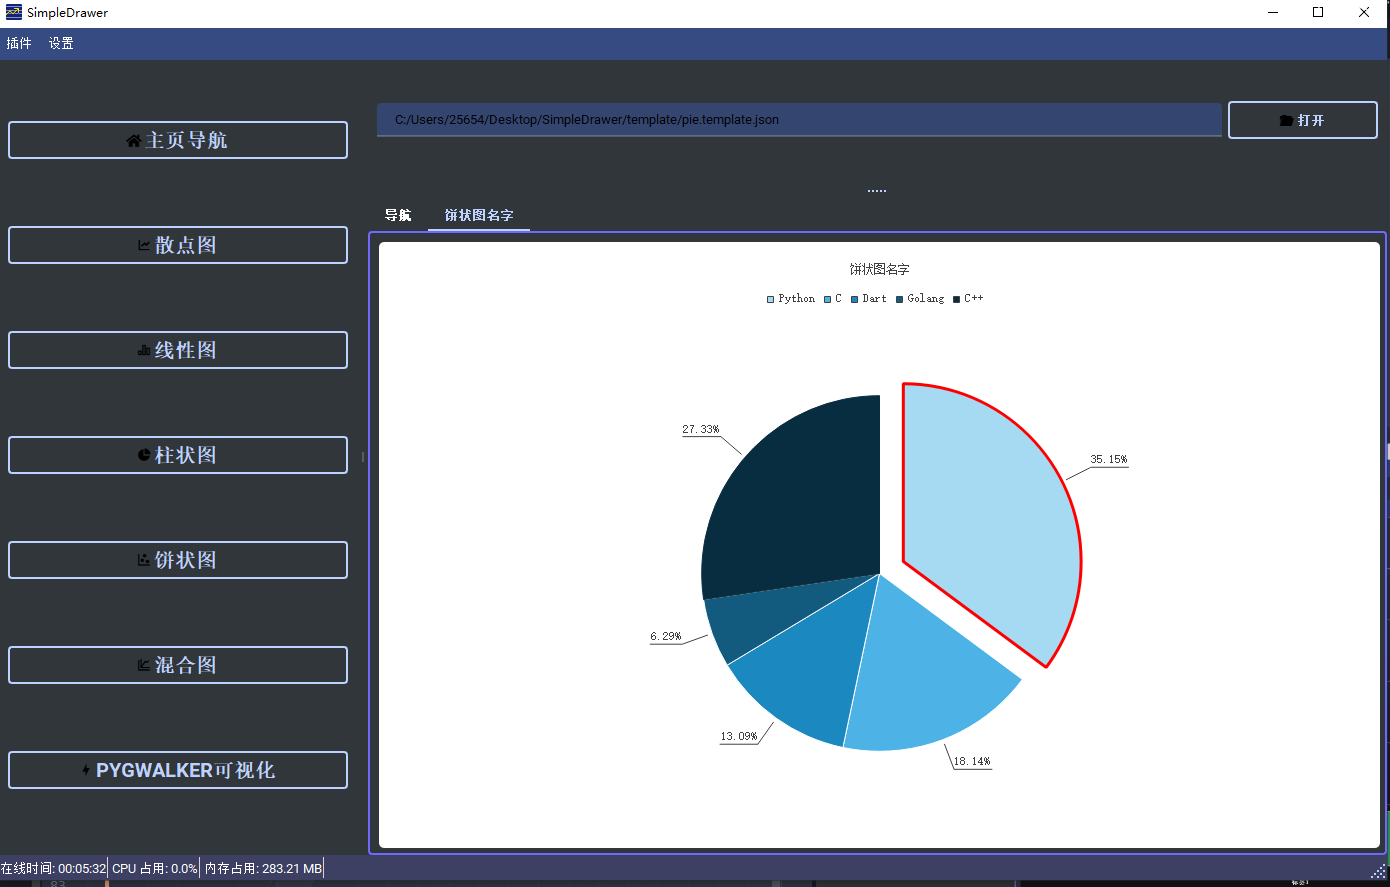 SimpleDrawer
插件 设置
主页导航
散点图
线性图
柱状图
饼状图
混合图
PYGWALKER可视化
C:/Users/25654/Desktop/SimpleDrawer/template/pie.template.json
打开
导航 饼状图名字
饼状图名字
Python C Dart Golang C++
27.33%
35.15%
6.29%
13.09%
18.14%
在线时间: 00:05:32 CPU 占用: 0.0% 内存占用: 283.21 MB